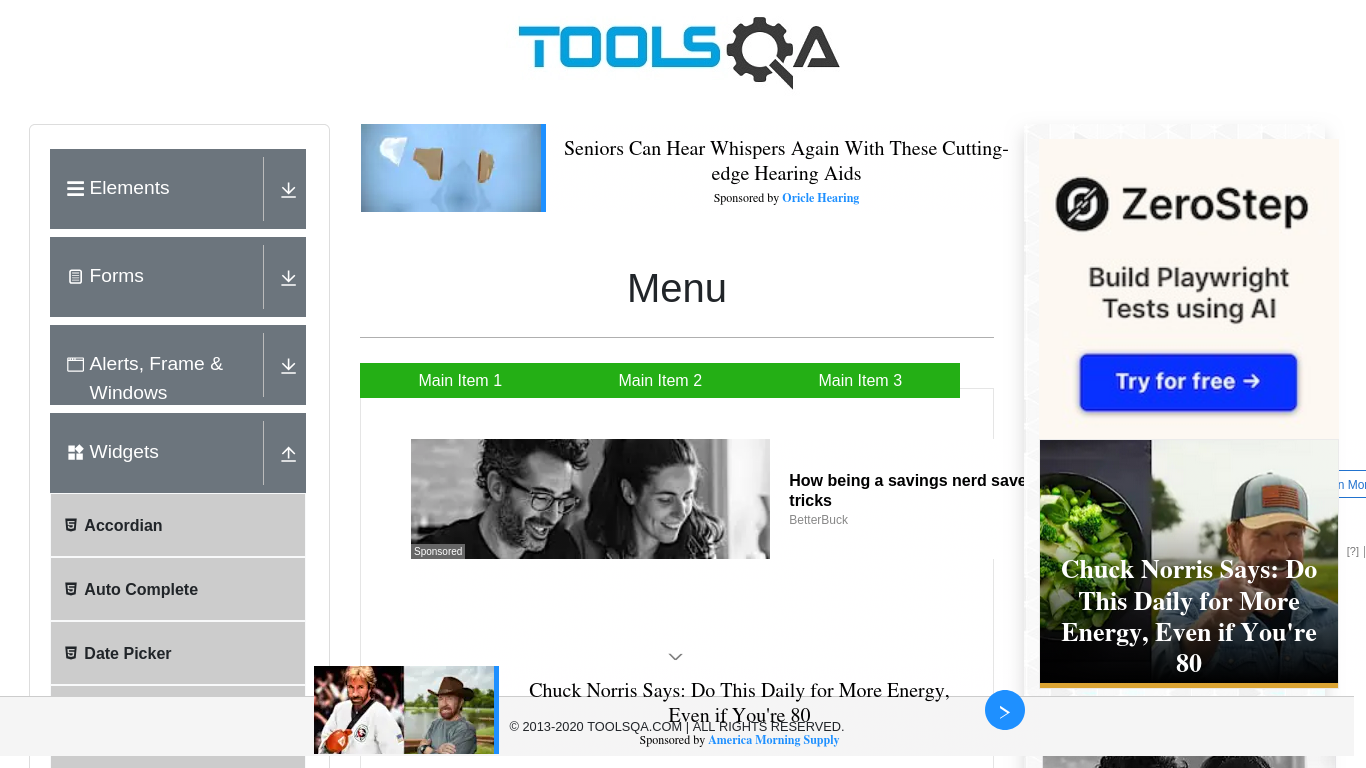 TOOLSQA
Elements
Forms
Alerts, Frame &
Windows
Widgets
Accordian
Auto Complete
Date Picker
Seniors Can Hear Whispers Again With These Cutting-
edge Hearing Aids
Sponsored by Oricle Hearing
Menu
Main Item 1
Main Item 2
Main Item 3
Sponsored
How being a savings nerd save
tricks
BetterBuck
ZeroStep
Build Playwright
Tests using AI
Try for free →
n Mor
[?]
Chuck Norris Says: Do
This Daily for More
Energy, Even if You're
80
Chuck Norris Says: Do This Daily for More Energy,
Even if You're 80
© 2013-2020 TOOLSQA.COM | ALL RIGHTS RESERVED.
Sponsored by America Morning Supply